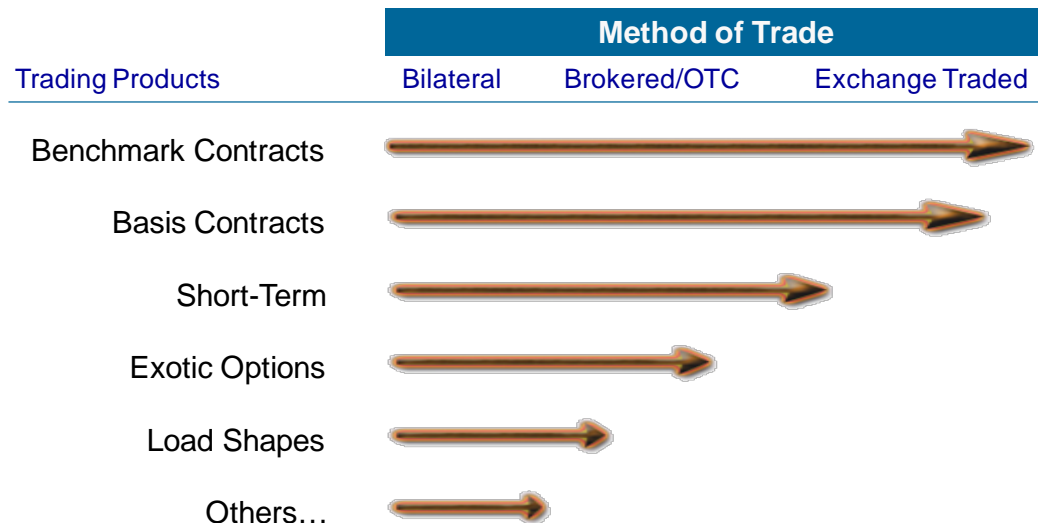 Method of Trade
Trading Products Bilateral Brokered/OTC Exchange Traded
Benchmark Contracts
Basis Contracts
Short-Term
Exotic Options
Load Shapes
Others…